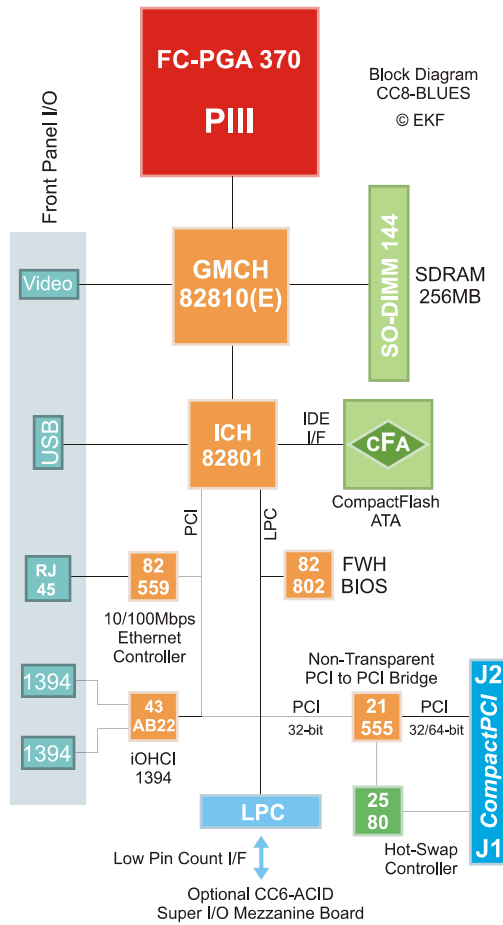 FC-PGA 370
PIII
Block Diagram
CC8-BLUES
© EKF
Front Panel I/O
Video
GMCH
82810(E)
SO-DIMM 144
SDRAM
256MB
USB
ICH
82801
IDE
I/F
CFA
CompactFlash
ATA
PCI
LPC
RJ
45
82
559
82
802
FWH
BIOS
10/100Mbps
Ethernet
Controller
Non-Transparent
PCI to PCI Bridge
1394
1394
43
AB22
iOHCI
1394
PCI
32-bit
21
555
PCI
32/64-bit
J2
CompactPCI
J1
25
80
Hot-Swap
Controller
LPC
Low Pin Count I/F
Optional CC6-ACID
Super I/O Mezzanine Board